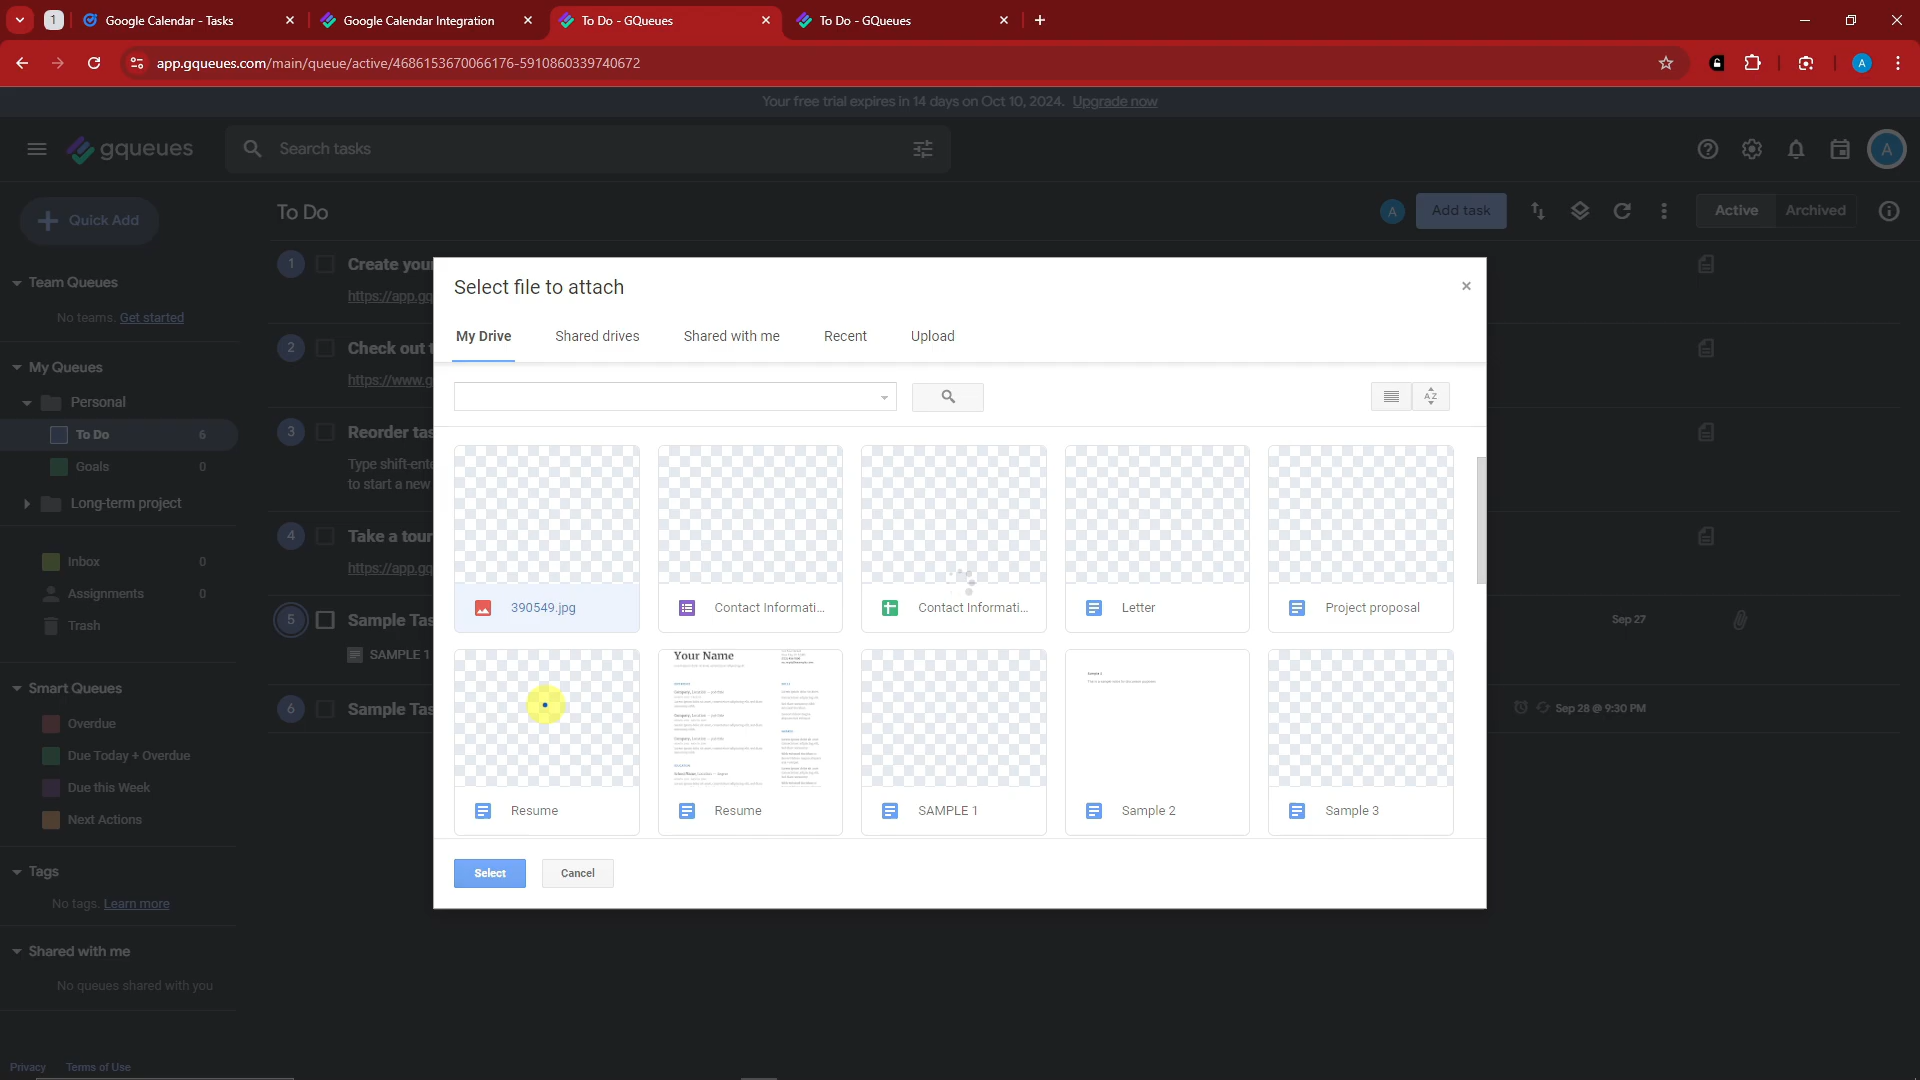 1
Google Calendar - Tasks
Google Calendar Integration
To Do - GQueues
To Do - GQueues
app.gqueues.com/main/queue/active/4686153670066176-5910860339740672
A
Your free trial expires in 14 days on Oct 10, 2024. Upgrade now
gqueues
Search tasks
A
Quick Add
To Do
A
Add task
Active
Archived
Team Queues
No teams. Get started
My Queues
Personal
To Do 6
Goals 0
Long-term project
Inbox 0
Assignments 0
Trash
Smart Queues
Overdue
Due Today + Overdue
Due this Week
Next Actions
Tags
No tags. Learn more
Shared with me
No queues shared with you
Privacy Terms of Use
1 Create your
https://app.gq
2 Check out t
https://www.g
3 Reorder tas
Type shift-ente
to start a new
4 Take a tour
https://app.gq
5 Sample Tas
SAMPLE 1
Sep 27
6 Sample Tas
Sep 28 @ 9:30 PM
Select file to attach
×
My Drive
Shared drives
Shared with me
Recent
Upload
AZ
390549.jpg
Contact Informati...
Contact Informati...
Letter
Project proposal
Your Name
Resume
Resume
SAMPLE 1
Sample 2
Sample 3
Select
Cancel